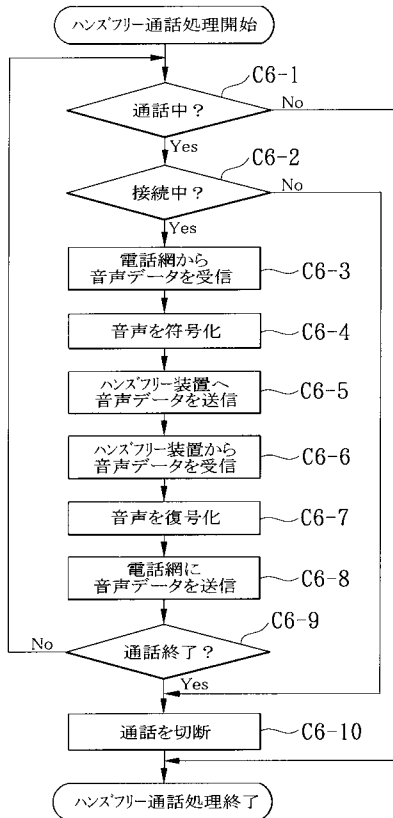 ハンズフリー通話処理開始
C6-1
通話中？
No
Yes
C6-2
接続中？
No
Yes
電話網から
音声データを受信
C6-3
音声を符号化
C6-4
ハンズフリー装置へ
音声データを送信
C6-5
ハンズフリー装置から
音声データを受信
C6-6
音声を復号化
C6-7
電話網に
音声データを送信
C6-8
C6-9
No
通話終了？
Yes
通話を切断
C6-10
ハンズフリー通話処理終了